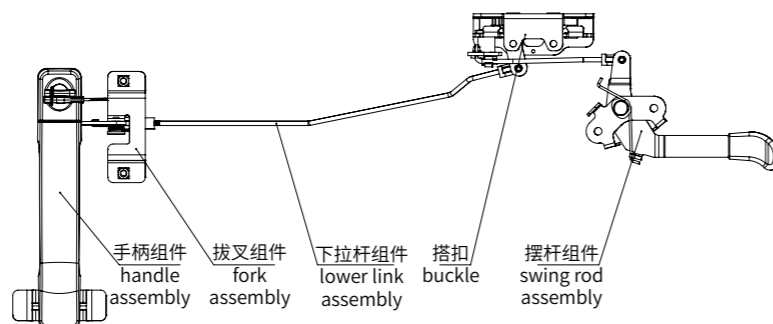 手柄组件
handle
assembly
拔叉组件
fork
assembly
下拉杆组件
lower link
assembly
搭扣
buckle
摆杆组件
swing rod
assembly